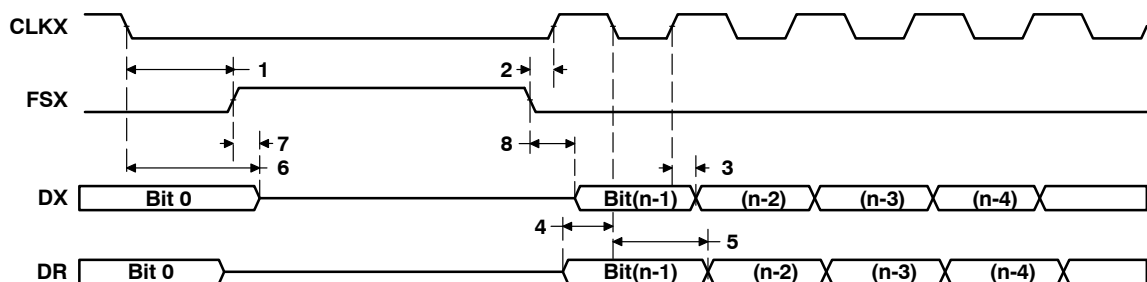 CLKX
1 2
FSX
7 8
6 3
DX Bit 0 Bit(n-1) (n-2) (n-3) (n-4)
4 5
DR Bit 0 Bit(n-1) (n-2) (n-3) (n-4)